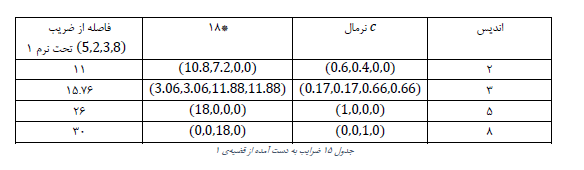 اندیس	c نرمال	*۱۸	فاصله از ضریب (5,2,3,8) تحت نرم ۱
۲	(0.6,0.4,0,0)	(10.8,7.2,0,0)	۱۱
۳	(0.17,0.17,0.66,0.66)	(3.06,3.06,11.88,11.88)	۱۵.۷۶
۵	(1,0,0,0)	(18,0,0,0)	۲۶
۸	(0,0,1,0)	(0,0,18,0)	۳۰
جدول ۱۵ ضرایب به دست آمده از قضیه‌ی ۱